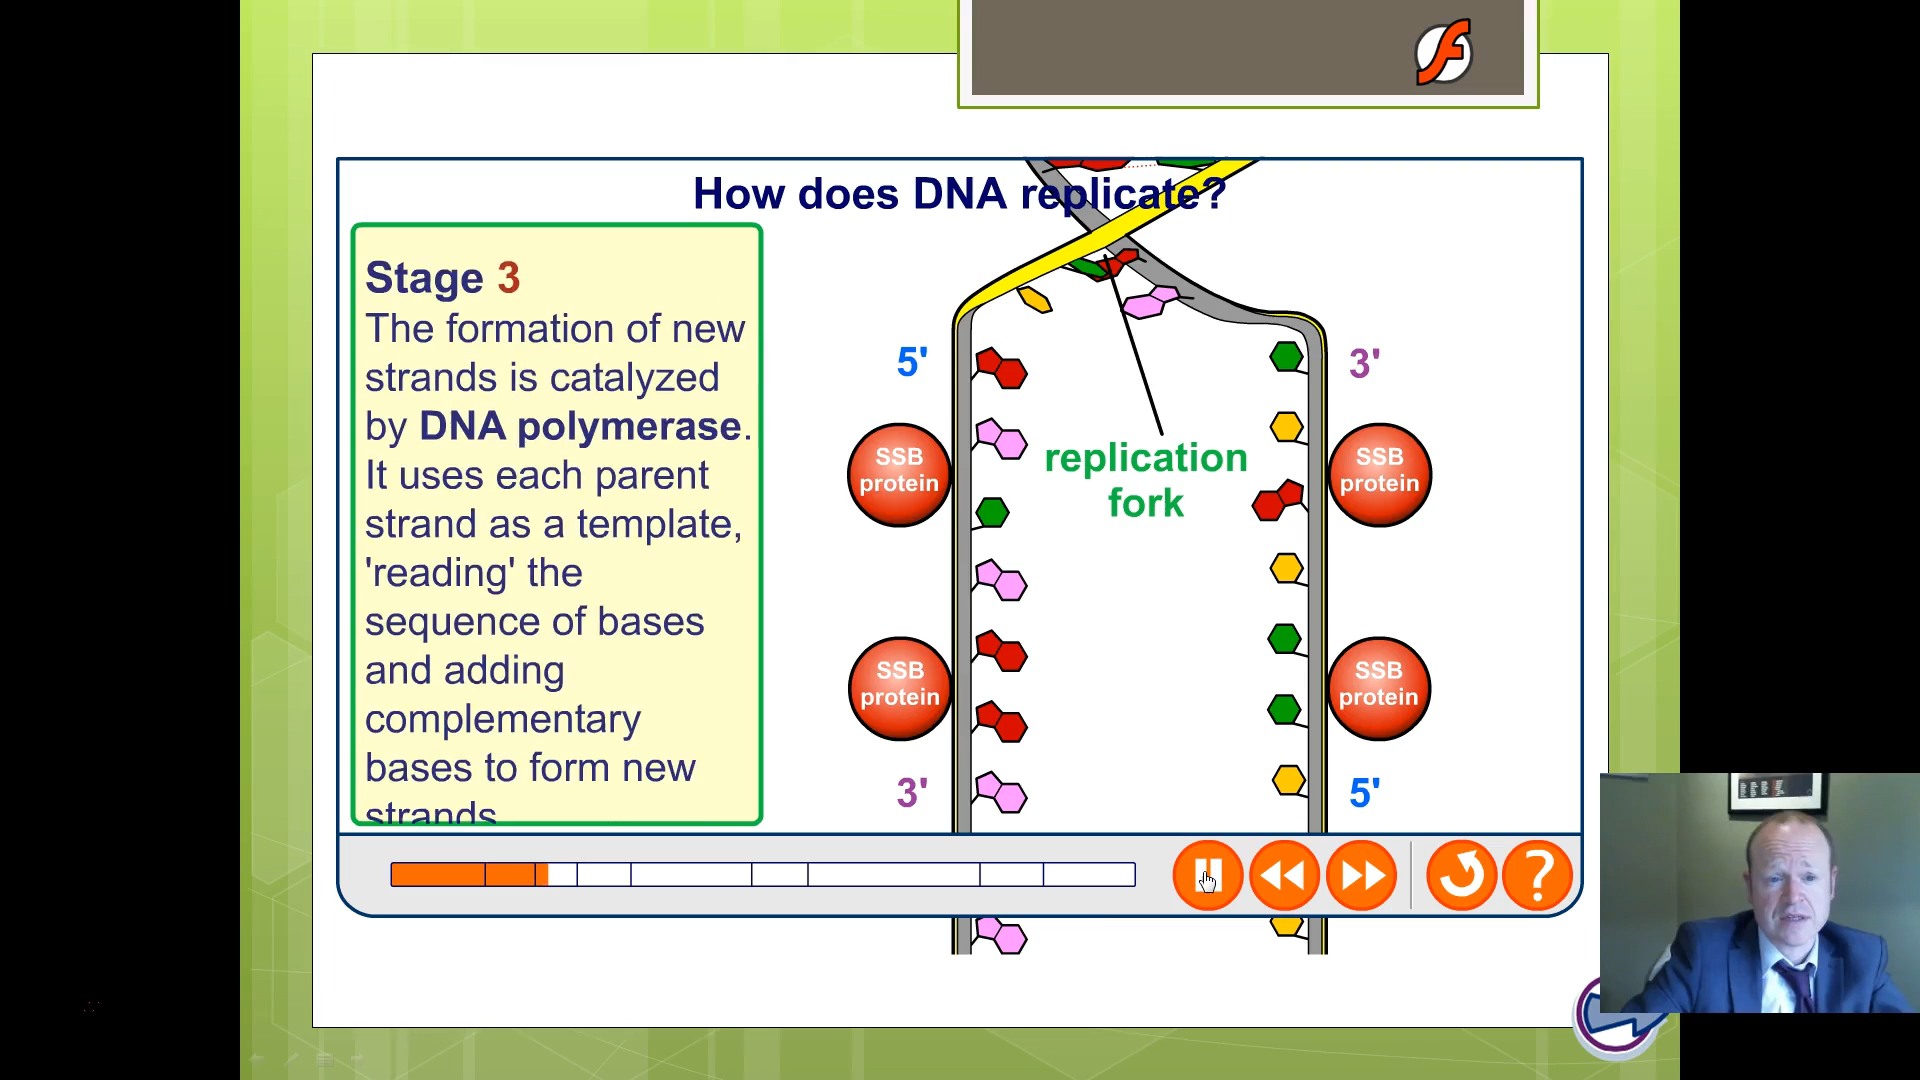 How does DNA replicate?
Stage 3
The formation of new
strands is catalyzed
by DNA polymerase.
It uses each parent
strand as a template,
'reading' the
sequence of bases
and adding
complementary
bases to form new
strands
5'
3'
SSB
protein
SSB
protein
replication
fork
SSB
protein
SSB
protein
3'
5'
?